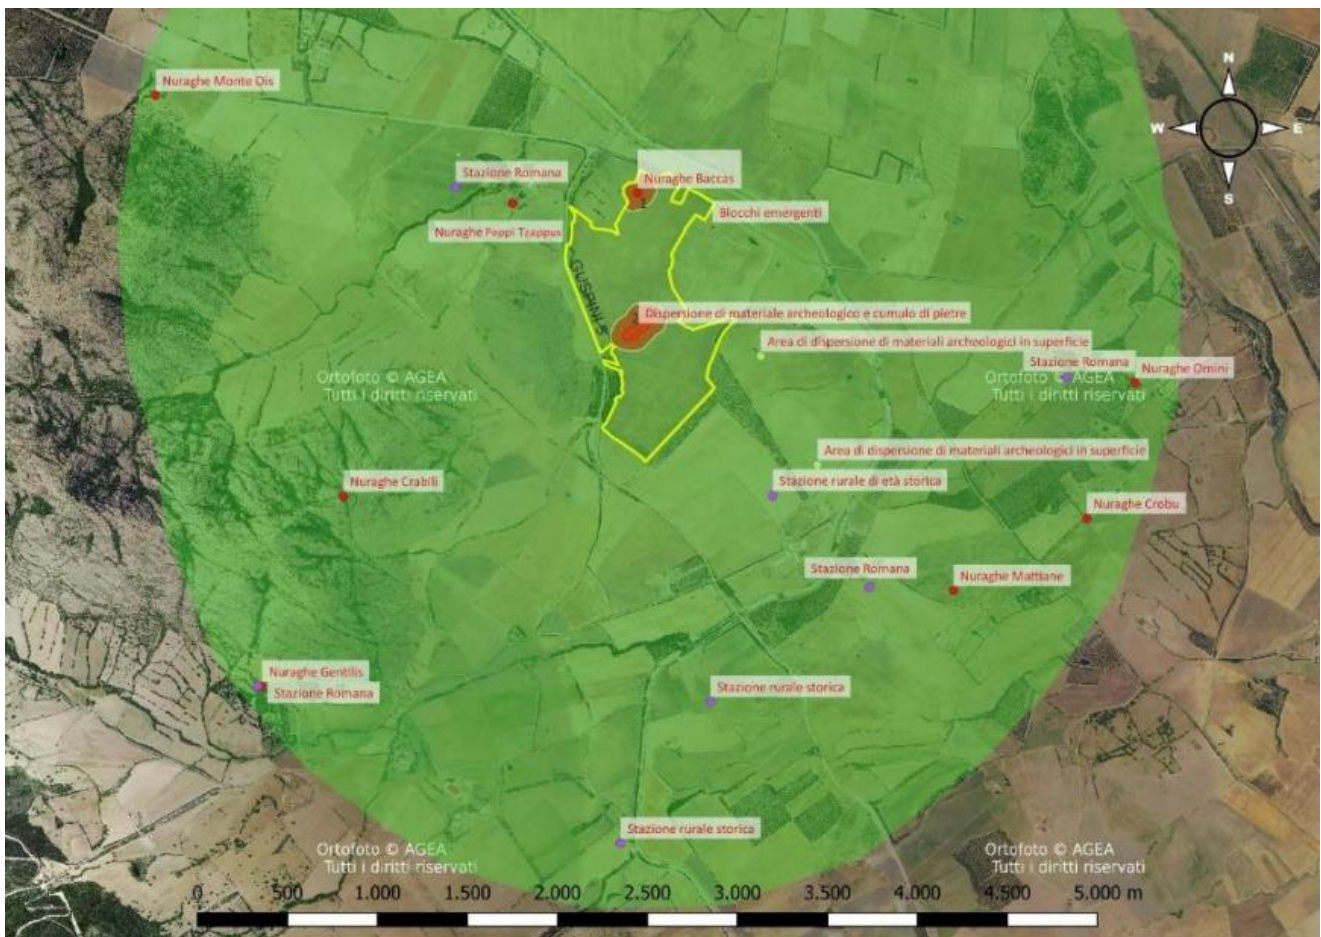 Nuraghe Monte Ois
N
W
E
S
Stazione Romana
Nuraghe Baccas
1
Nuraghe Peppi Tzappus
Blocchi emergenti
Dispersione di materiale archeologico e cumulo di pietre
Area di dispersione di materiali archeologici in superficie
Stazione Romana
Nuraghe Omini
Ortofoto © AGEA
Tutti i diritti riservati
Ortofoto © AGEA
Tutti i diritti riservati
Area di dispersione di materiali archeologici in superficie
Nuraghe Crabili
Stazione rurale di età storica
Nuraghe Crobu
Stazione Romana
Nuraghe Mattiane
Nuraghe Gentilis
Stazione Romana
Stazione rurale storica
Stazione rurale storica
Ortofoto © AGEA
Tutti i diritti riservati
Ortofoto © AGEA
Tutti i diritti riservati
0 500 1.000 1.500 2.000 2.500 3.000 3.500 4.000 4.500 5.000 m